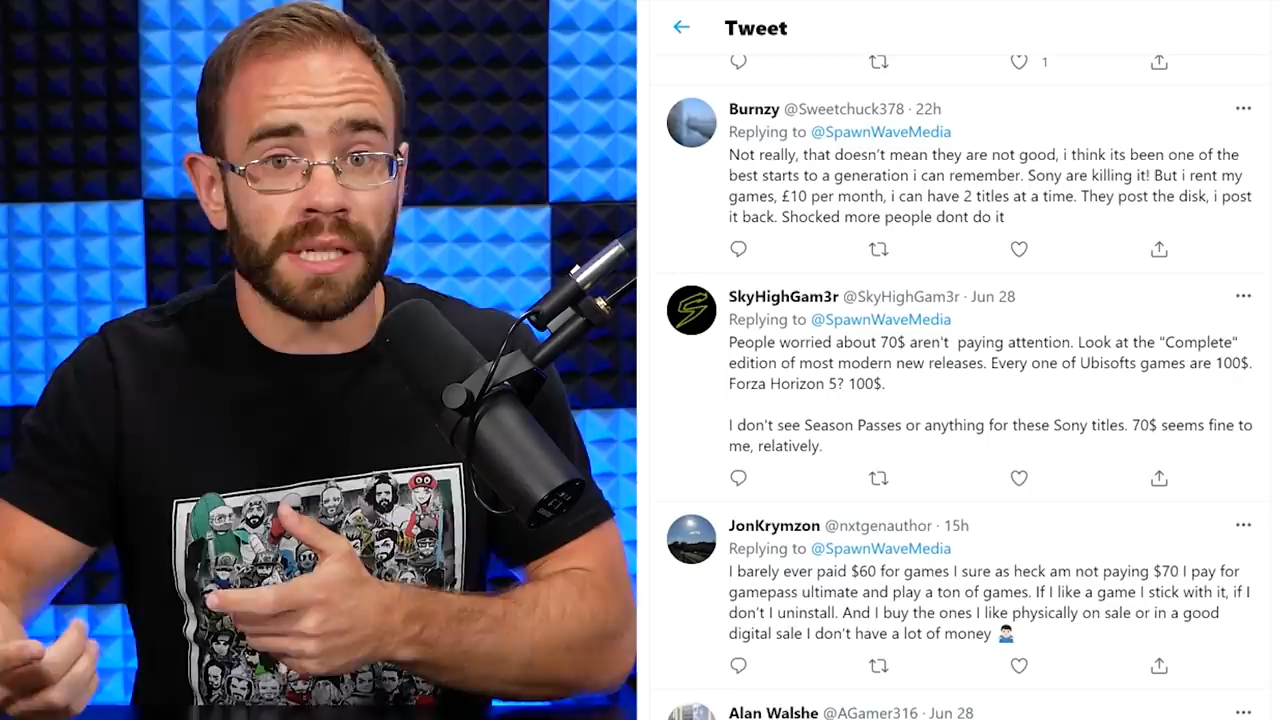 Tweet
1
Burnzy @Sweetchuck378 · 22h
Replying to @SpawnWaveMedia
Not really, that doesn’t mean they are not good, i think its been one of the
best starts to a generation i can remember. Sony are killing it! But i rent my
games, £10 per month, i can have 2 titles at a time. They post the disk, i post
it back. Shocked more people dont do it
SkyHighGam3r @SkyHighGam3r · Jun 28
Replying to @SpawnWaveMedia
People worried about 70$ aren't paying attention. Look at the "Complete"
edition of most modern new releases. Every one of Ubisofts games are 100$.
Forza Horizon 5? 100$.
I don't see Season Passes or anything for these Sony titles. 70$ seems fine to
me, relatively.
JonKrymzon @nxtgenauthor · 15h
Replying to @SpawnWaveMedia
I barely ever paid $60 for games I sure as heck am not paying $70 I pay for
gamepass ultimate and play a ton of games. If I like a game I stick with it, if I
don’t I uninstall. And I buy the ones I like physically on sale or in a good
digital sale I don’t have a lot of money
Alan Walshe @AGamer316 · Jun 28